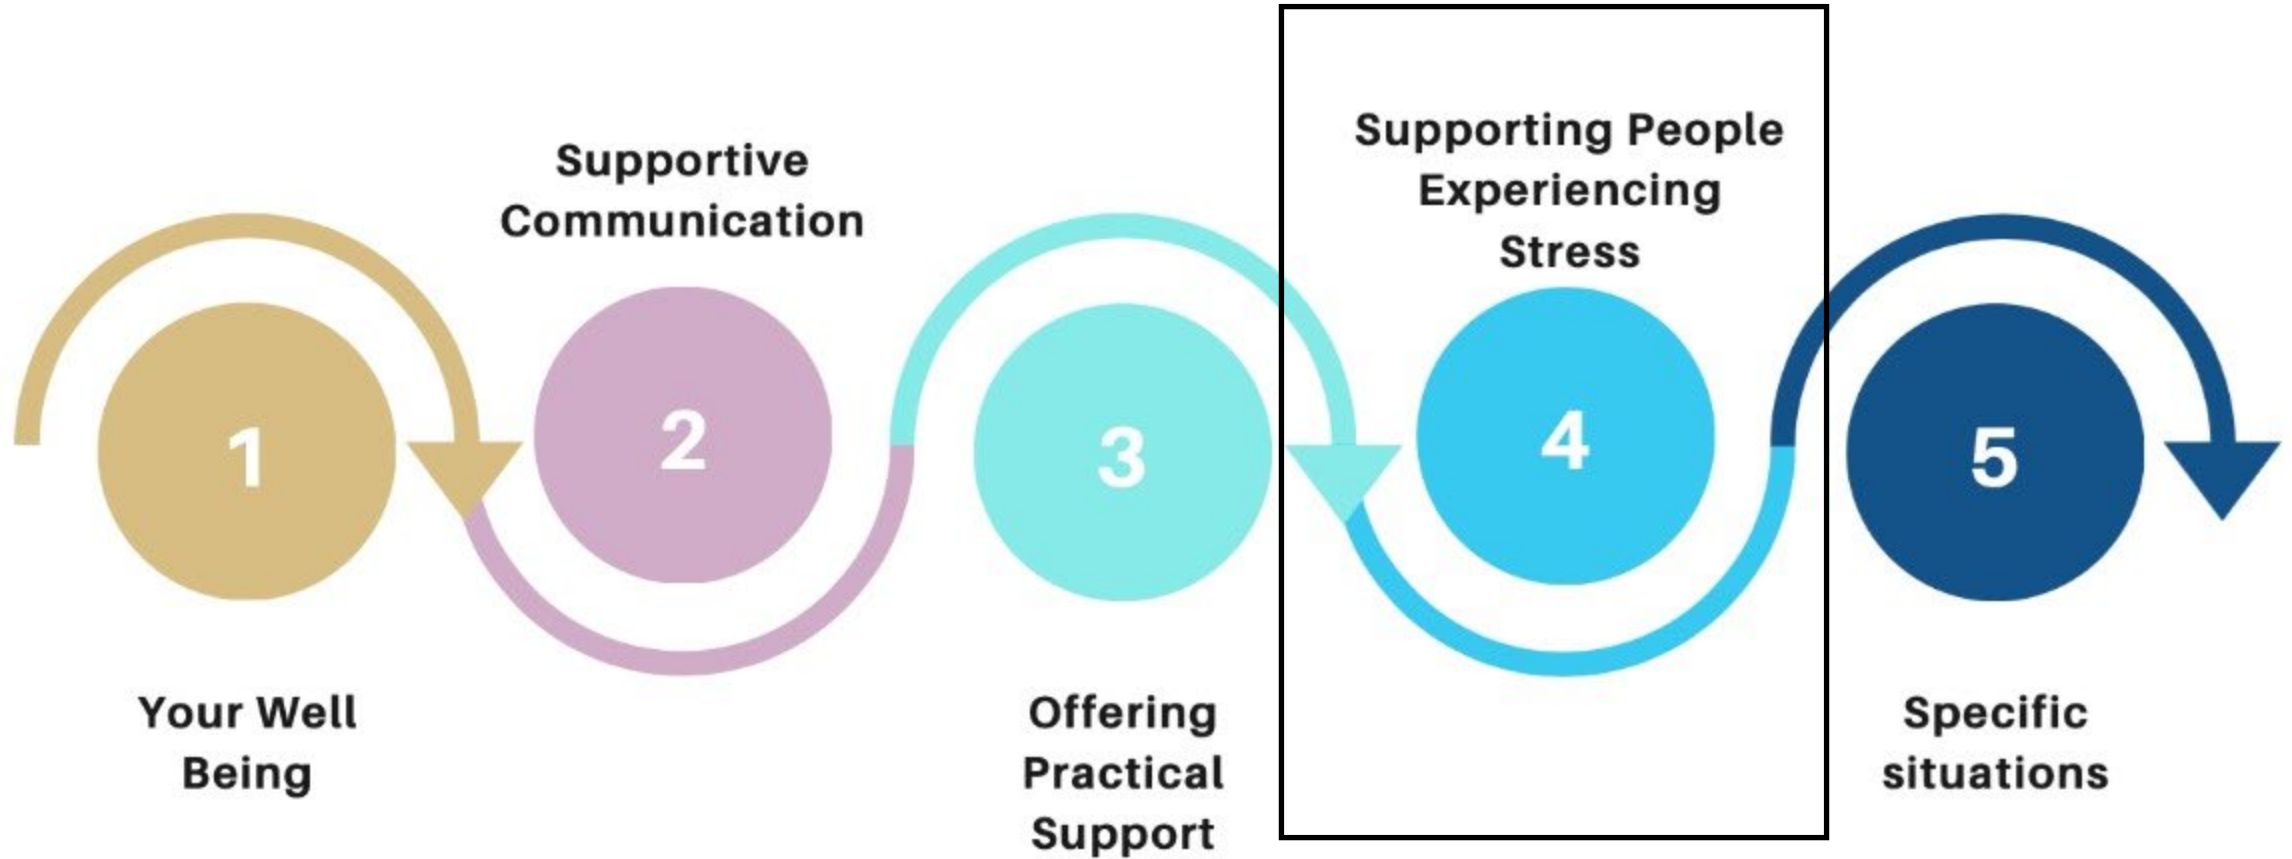 1
Your Well
Being
Supportive
Communication
2
3
Offering
Practical
Support
Supporting People
Experiencing
Stress
4
5
Specific
situations